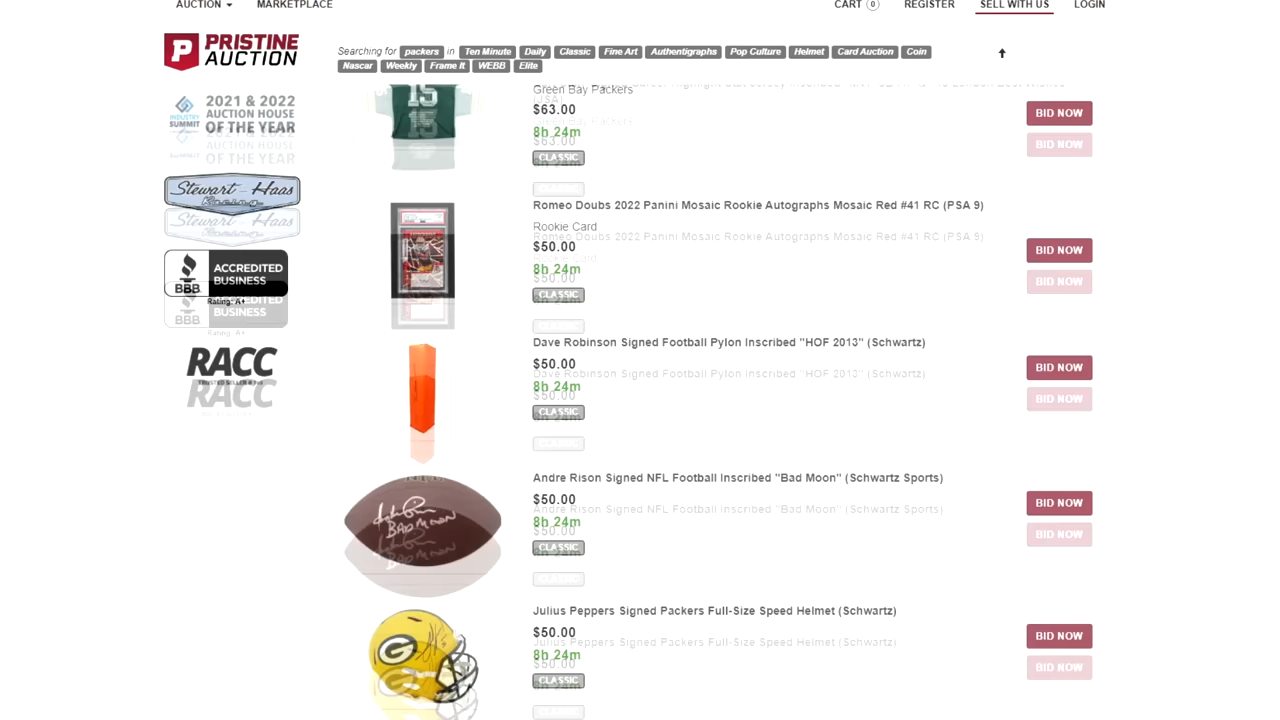 AUCTION
MARKETPLACE
CART 0
REGISTER
SELL WITH US
LOGIN
PRISTINE
AUCTION
Searching for packers in Ten Minute Daily Classic Fine Art Authentigraphs Pop Culture Helmet Card Auction Coin
Nascar Weekly Frame It WEBB Elite
INDUSTRY
SUMMIT
2021 & 2022
AUCTION HOUSE
OF THE YEAR
Stewart-Haas
Racing
BBB
ACCREDITED
BUSINESS
Rating: A+
RACC
Green Bay Packers
$63.00
8h 24m
CLASSIC
BID NOW
Romeo Doubs 2022 Panini Mosaic Rookie Autographs Mosaic Red #41 RC (PSA 9)
Rookie Card
$50.00
8h 24m
CLASSIC
BID NOW
Dave Robinson Signed Football Pylon Inscribed "HOF 2013" (Schwartz)
$50.00
8h 24m
CLASSIC
BID NOW
BAD MOON
Andre Rison Signed NFL Football Inscribed "Bad Moon" (Schwartz Sports)
$50.00
8h 24m
CLASSIC
BID NOW
Julius Peppers Signed Packers Full-Size Speed Helmet (Schwartz)
$50.00
8h 24m
CLASSIC
BID NOW